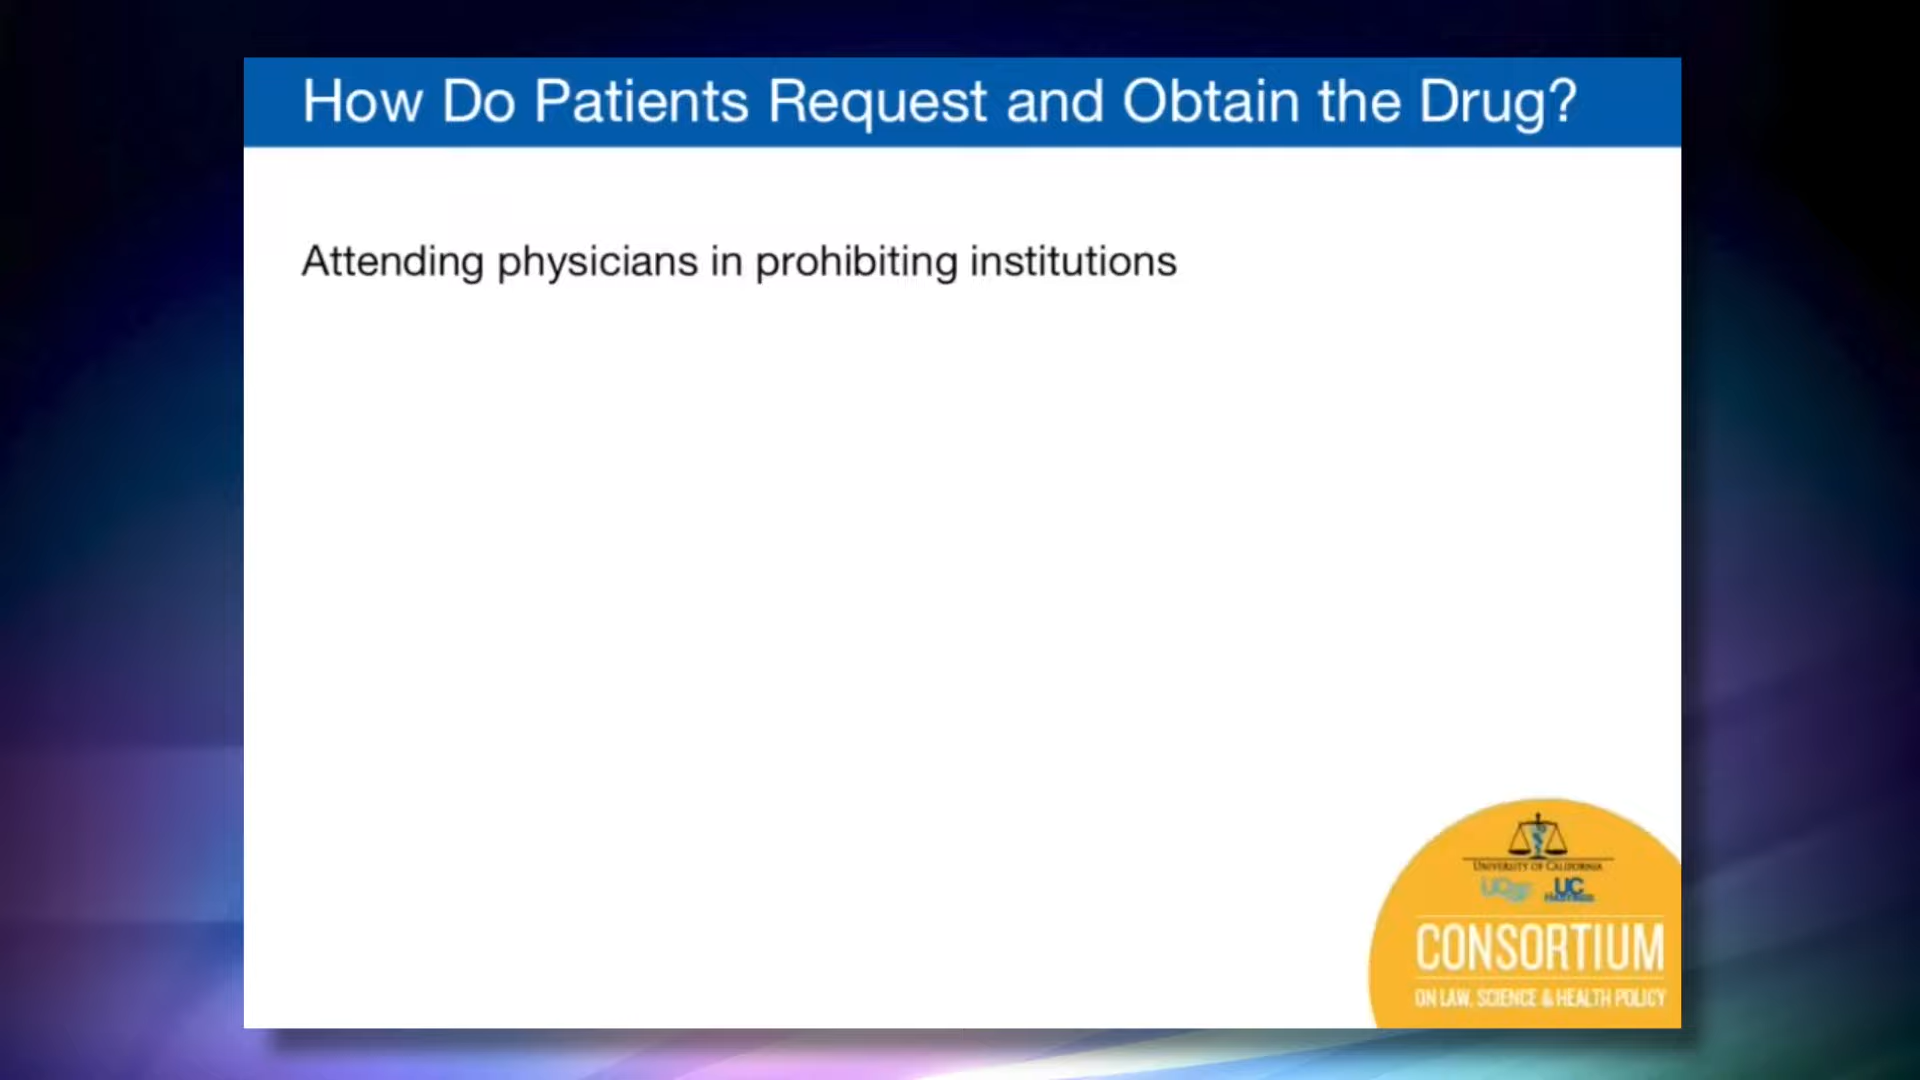 How Do Patients Request and Obtain the Drug?
Attending physicians in prohibiting institutions
UNIVERSITY OF CALIFORNIA
UCSF UC
HASTINGS
CONSORTIUM
ON LAW, SCIENCE & HEALTH POLICY